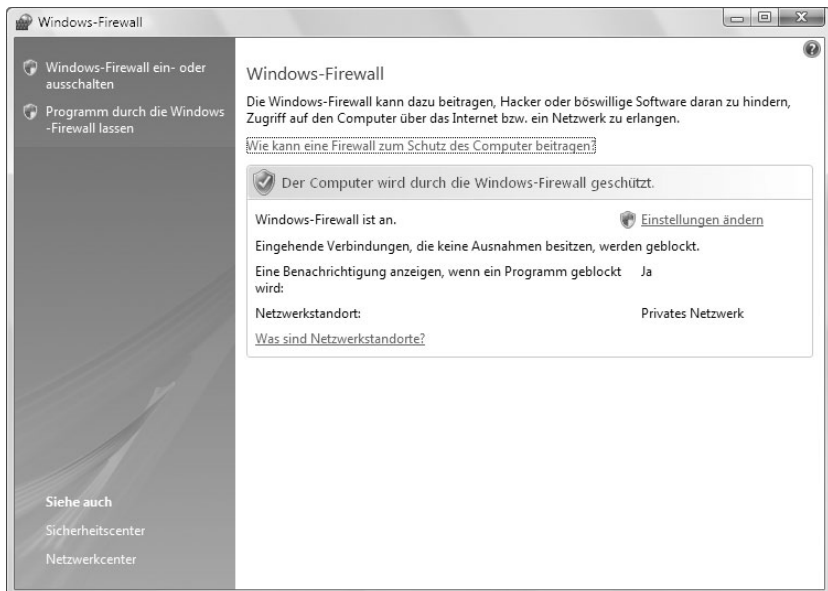 Windows-Firewall
Windows-Firewall ein- oder
ausschalten
Programm durch die Windows
-Firewall lassen
Siehe auch
Sicherheitscenter
Netzwerkcenter
Windows-Firewall
Die Windows-Firewall kann dazu beitragen, Hacker oder böswillige Software daran zu hindern,
Zugriff auf den Computer über das Internet bzw. ein Netzwerk zu erlangen.
Wie kann eine Firewall zum Schutz des Computer beitragen?
Der Computer wird durch die Windows-Firewall geschützt.
Windows-Firewall ist an. Einstellungen ändern
Eingehende Verbindungen, die keine Ausnahmen besitzen, werden geblockt.
Eine Benachrichtigung anzeigen, wenn ein Programm geblockt Ja
wird:
Netzwerkstandort: Privates Netzwerk
Was sind Netzwerkstandorte?